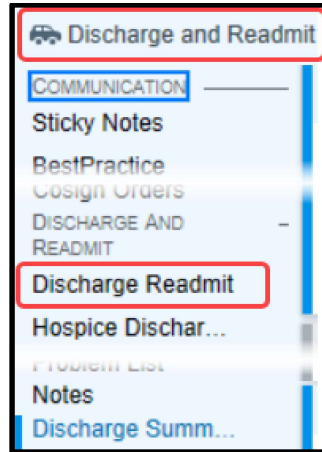 Discharge and Readmit
COMMUNICATION
Sticky Notes
BestPractice
Cosign Orders
DISCHARGE AND
READMIT
Discharge Readmit
Hospice Dischar...
Problem List
Notes
Discharge Summ...